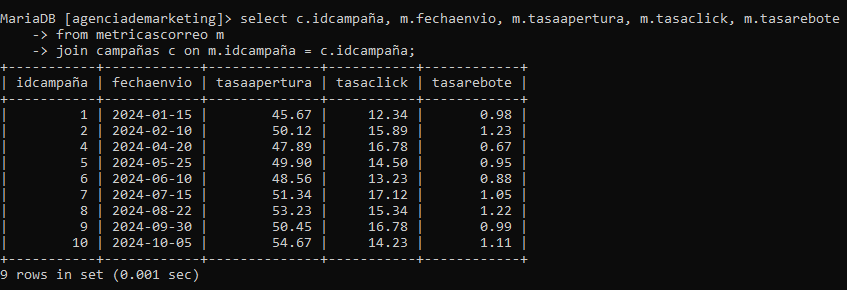 MariaDB [agenciademarketing]> select c.idcampaña, m.fechaenvio, m.tasaapertura, m.tasaclick, m.tasarebote
    -> from metricascorreo m
    -> join campañas c on m.idcampaña = c.idcampaña;
+-----------+------------+--------------+-----------+------------+
| idcampaña | fechaenvio | tasaapertura | tasaclick | tasarebote |
+-----------+------------+--------------+-----------+------------+
|         1 | 2024-01-15 |        45.67 |     12.34 |       0.98 |
|         2 | 2024-02-10 |        50.12 |     15.89 |       1.23 |
|         4 | 2024-04-20 |        47.89 |     16.78 |       0.67 |
|         5 | 2024-05-25 |        49.90 |     14.50 |       0.95 |
|         6 | 2024-06-10 |        48.56 |     13.23 |       0.88 |
|         7 | 2024-07-15 |        51.34 |     17.12 |       1.05 |
|         8 | 2024-08-22 |        53.23 |     15.34 |       1.22 |
|         9 | 2024-09-30 |        50.45 |     16.78 |       0.99 |
|        10 | 2024-10-05 |        54.67 |     14.23 |       1.11 |
+-----------+------------+--------------+-----------+------------+
9 rows in set (0.001 sec)